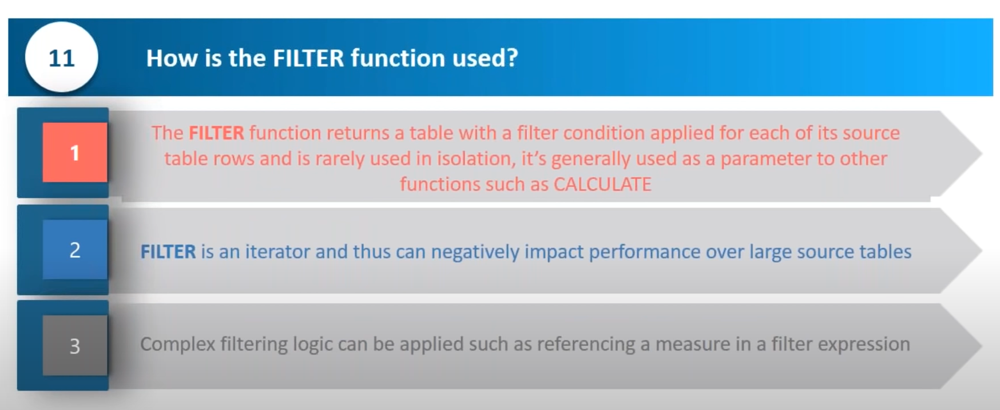 11
How is the FILTER function used?
1
The FILTER function returns a table with a filter condition applied for each of its source
table rows and is rarely used in isolation, it’s generally used as a parameter to other
functions such as CALCULATE
2
FILTER is an iterator and thus can negatively impact performance over large source tables
3
Complex filtering logic can be applied such as referencing a measure in a filter expression